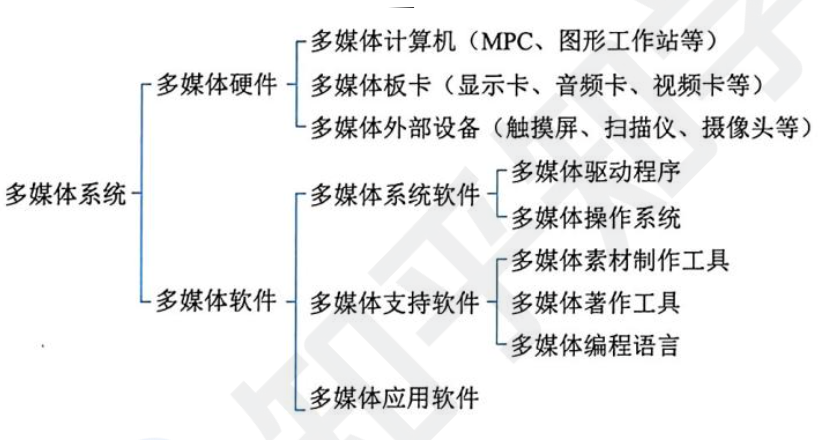 多媒体计算机（MPC、图形工作站等）
多媒体硬件
多媒体板卡（显示卡、音频卡、视频卡等）
多媒体外部设备（触摸屏、扫描仪、摄像头等）
多媒体系统
多媒体系统软件
多媒体驱动程序
多媒体操作系统
多媒体软件
多媒体支持软件
多媒体素材制作工具
多媒体著作工具
多媒体编程语言
多媒体应用软件